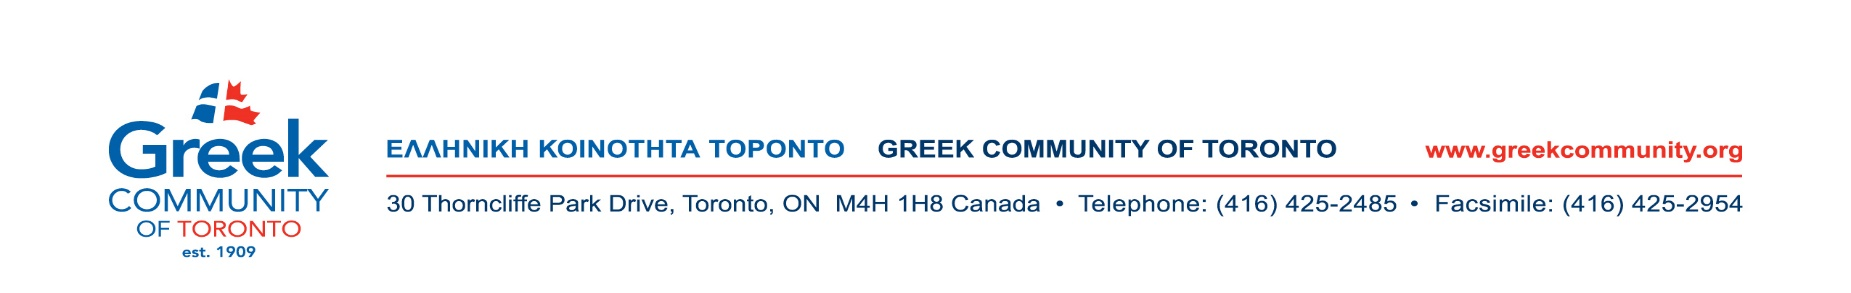 Greek
COMMUNITY
OF TORONTO
est. 1909
ΕΛΛΗΝΙΚΗ ΚΟΙΝΟΤΗΤΑ ΤΟΡΟΝΤΟ GREEK COMMUNITY OF TORONTO www.greekcommunity.org
30 Thorncliffe Park Drive, Toronto, ON M4H 1H8 Canada • Telephone: (416) 425-2485 • Facsimile: (416) 425-2954